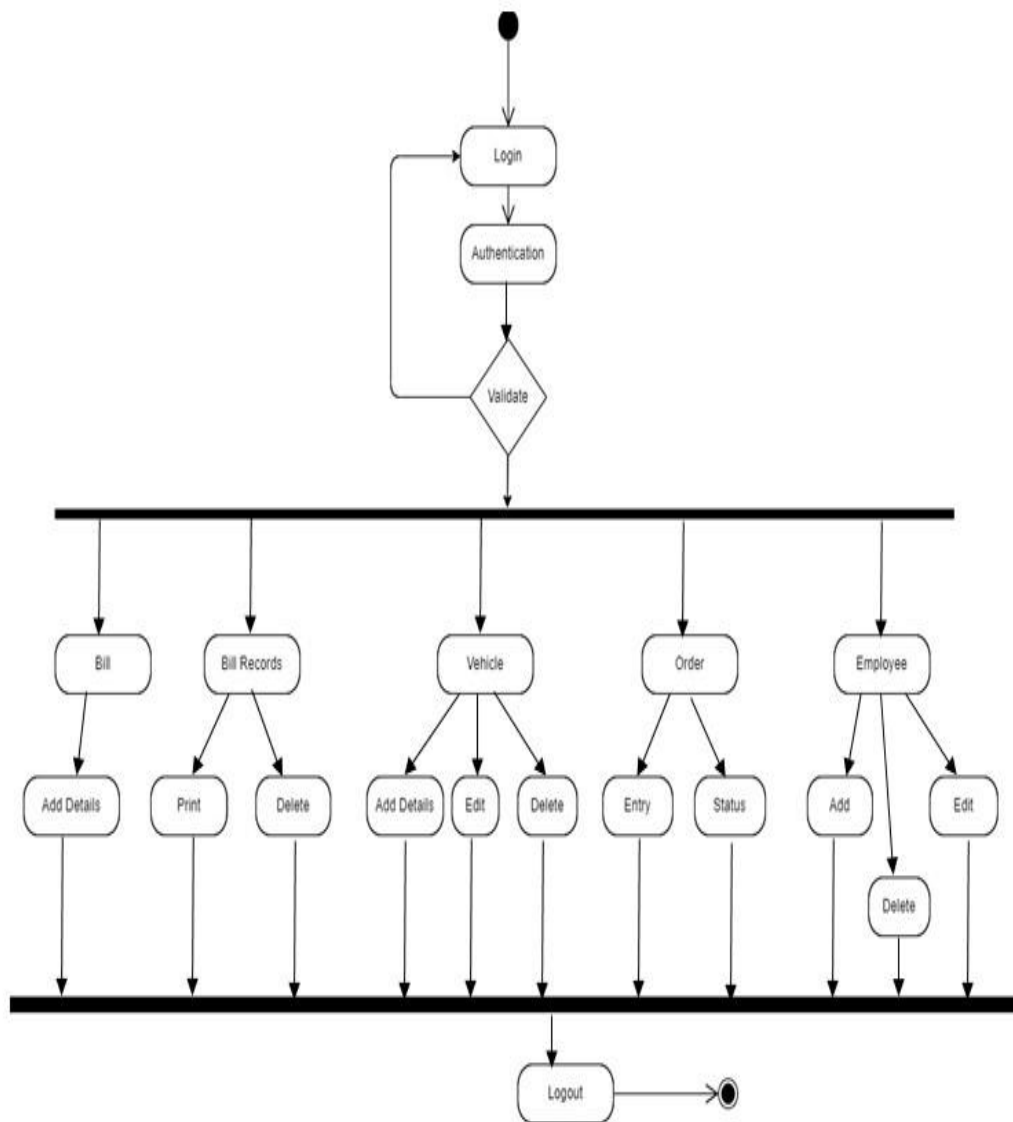 Login
Authentication
Validate
Bill
Bill Records
Vehicle
Order
Employee
Add Details
Print
Delete
Add Details
Edit
Delete
Entry
Status
Add
Edit
Delete
Logout